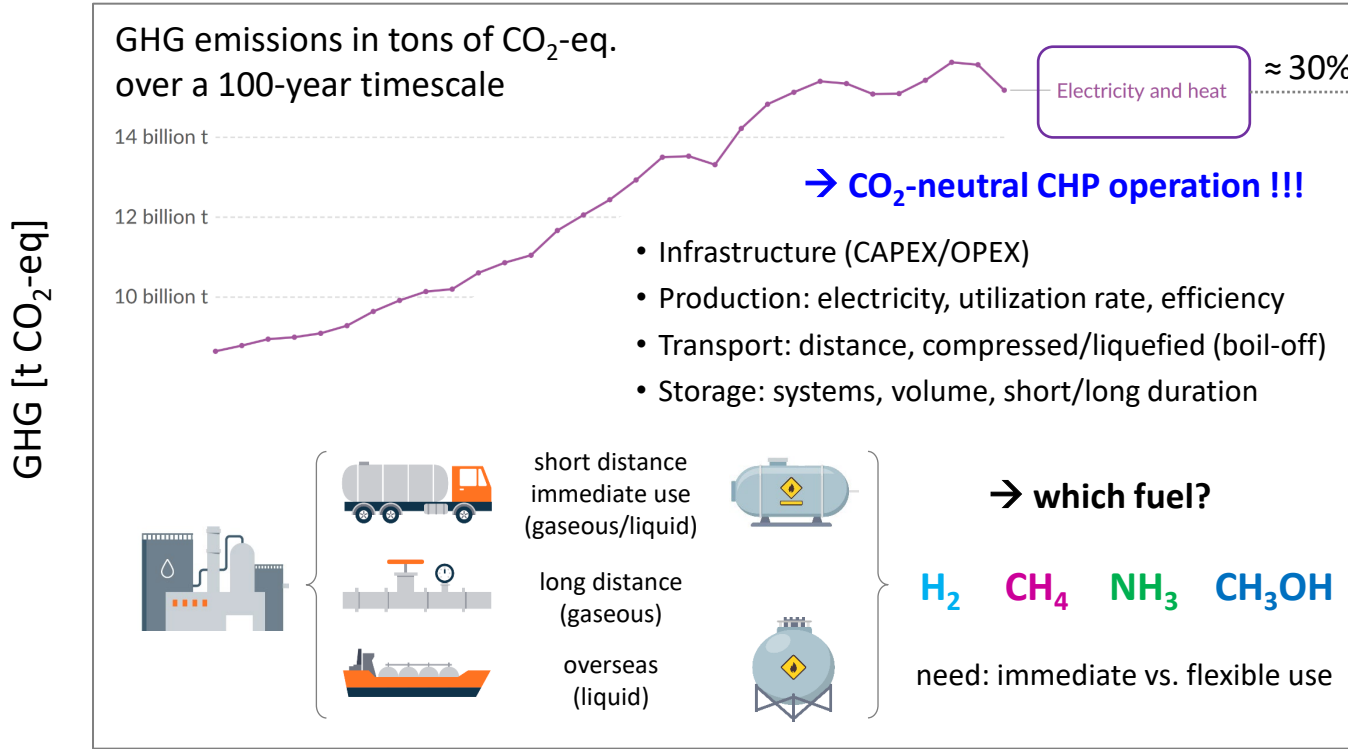 GHG emissions in tons of CO₂-eq.
over a 100-year timescale
≈ 30%
Electricity and heat
14 billion t
12 billion t
10 billion t
GHG [t CO₂-eq]
→ CO₂-neutral CHP operation !!!
• Infrastructure (CAPEX/OPEX)
• Production: electricity, utilization rate, efficiency
• Transport: distance, compressed/liquefied (boil-off)
• Storage: systems, volume, short/long duration
short distance
immediate use
(gaseous/liquid)
long distance
(gaseous)
overseas
(liquid)
→ which fuel?
H₂ CH₄ NH₃ CH₃OH
need: immediate vs. flexible use